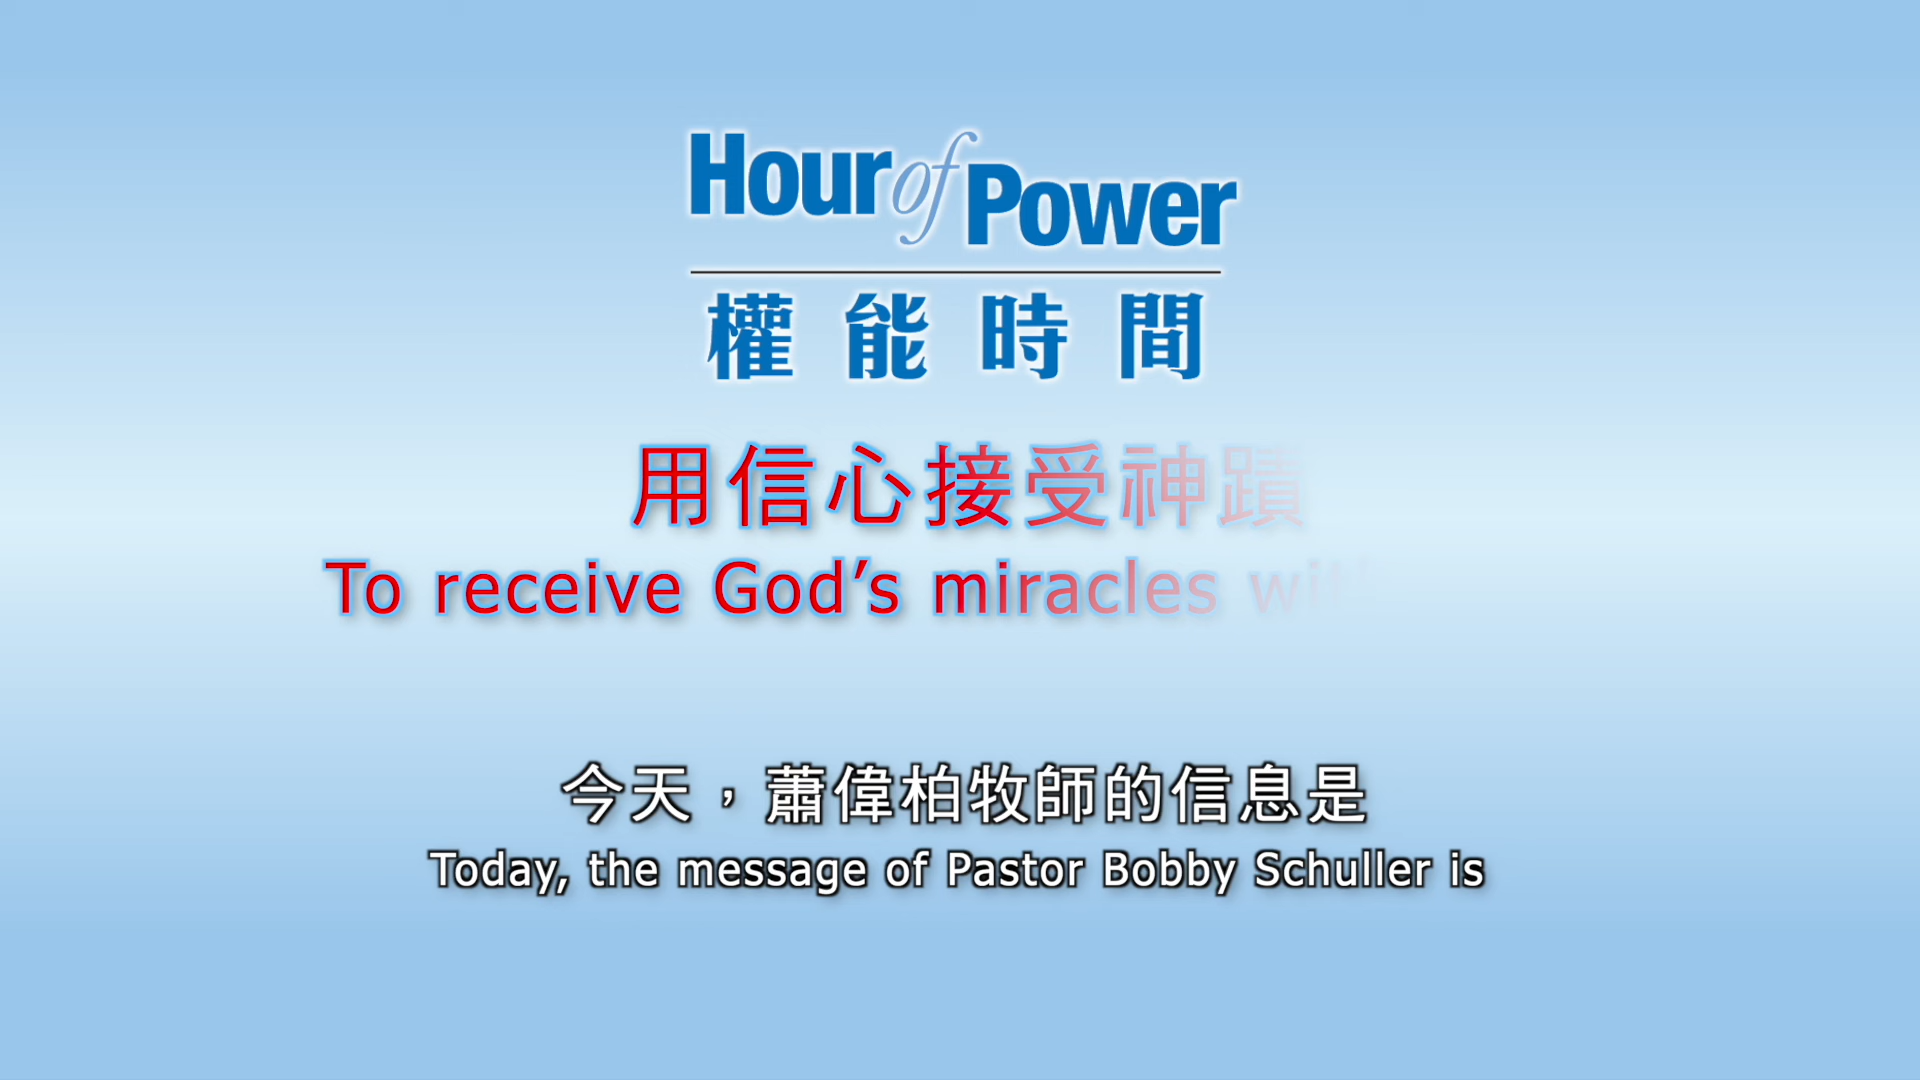 Hour of Power
權能時間
用信心接受神蹟
To receive God's miracles
今天，蕭偉柏牧師的信息是
Today, the message of Pastor Bobby Schuller is